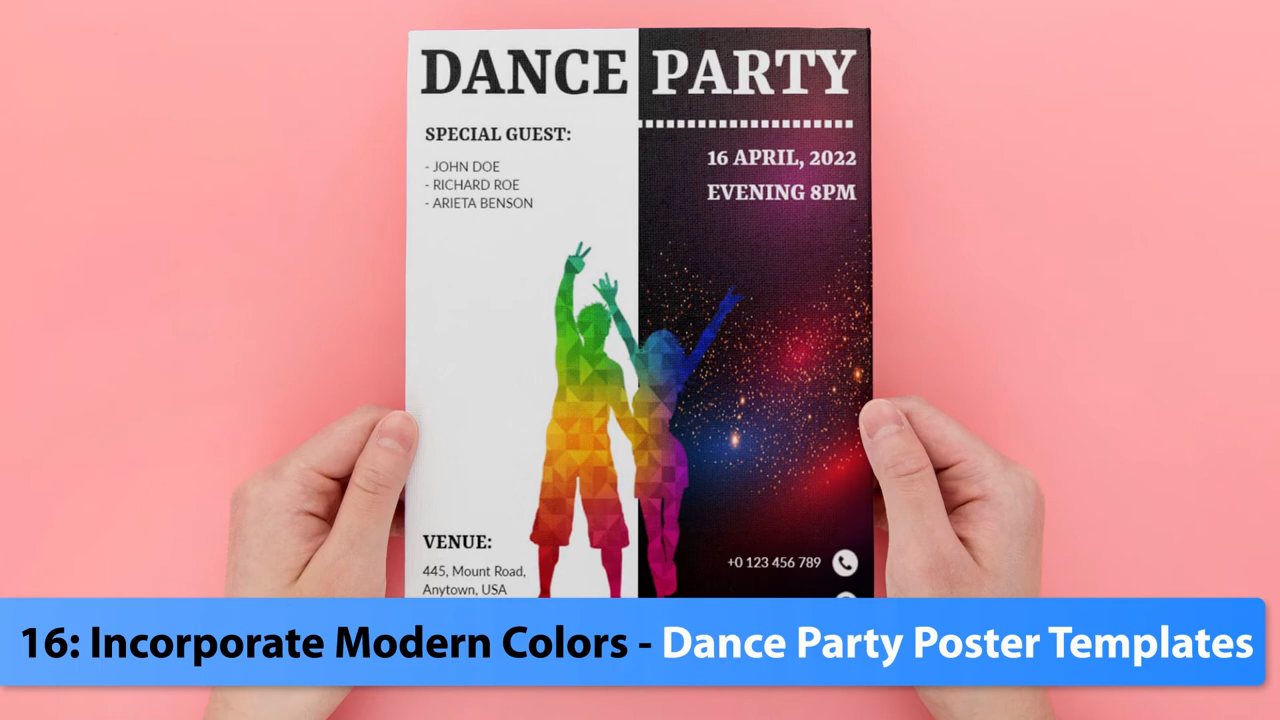 DANCE PARTY
SPECIAL GUEST:
- JOHN DOE
- RICHARD ROE
- ARIETA BENSON
16 APRIL, 2022
EVENING 8PM
VENUE:
445, Mount Road,
Anytown, USA
+0 123 456 789
16: Incorporate Modern Colors - Dance Party Poster Templates